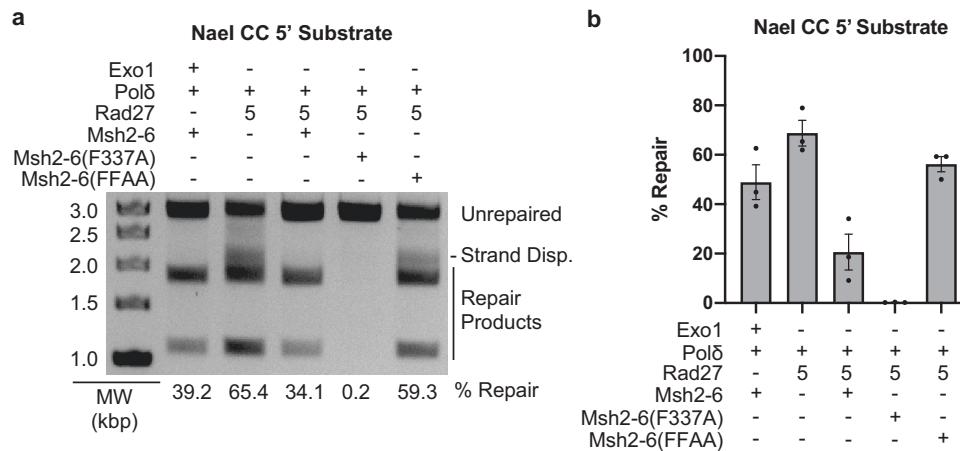 a
NaeI CC 5’ Substrate
Exo1 + - - - -
Polδ + + + + +
Rad27 - 5 5 5 5
Msh2-6 + - + - -
Msh2-6(F337A) - - - + -
Msh2-6(FFAA) - - - - +
3.0
2.5
2.0
1.5
1.0
Unrepaired
- Strand Disp.
Repair
Products
MW
(kbp)
39.2 65.4 34.1 0.2 59.3 % Repair
b
NaeI CC 5’ Substrate
% Repair
100
80
60
40
20
0
Exo1 + - - - -
Polδ + + + + +
Rad27 - 5 5 5 5
Msh2-6 + - + - -
Msh2-6(F337A) - - - + -
Msh2-6(FFAA) - - - - +